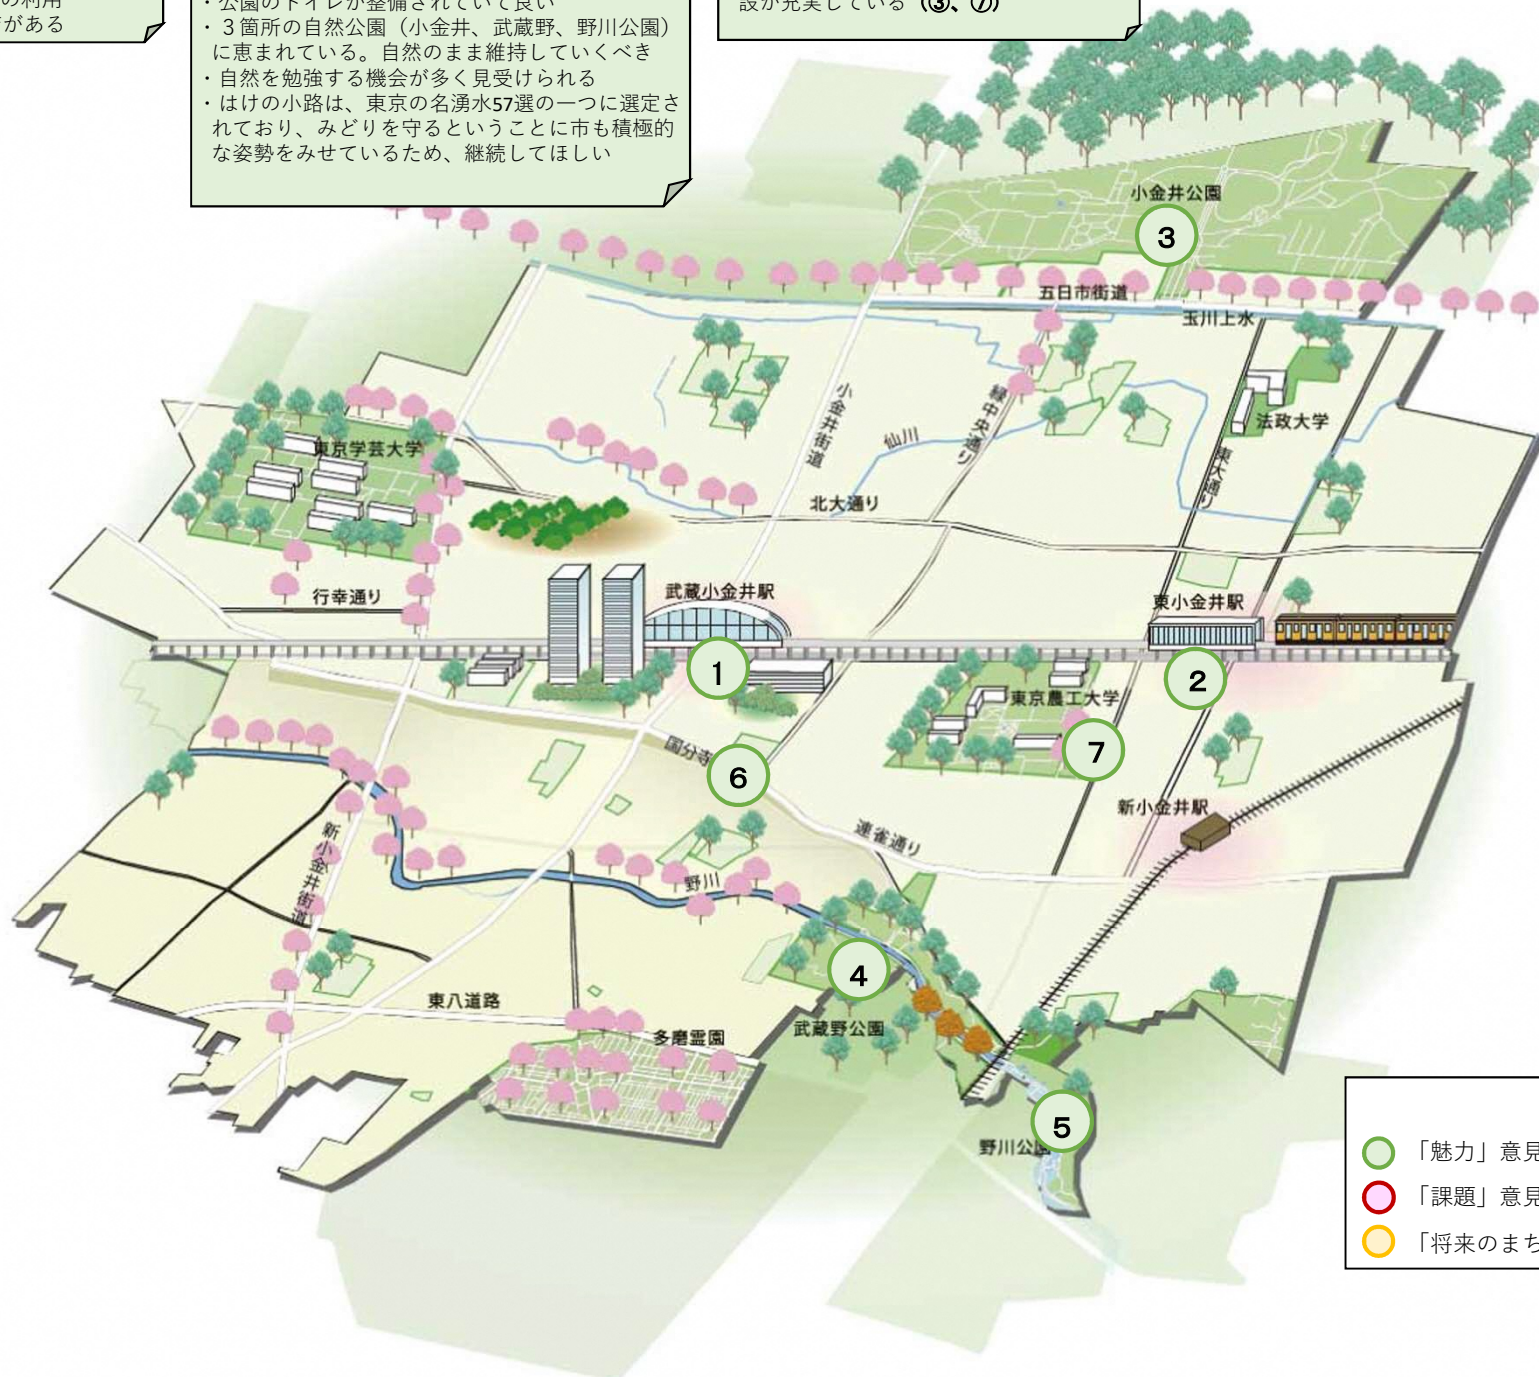 の利用
がある
・公園のトイレが整備されていて良い
・３箇所の自然公園（小金井、武蔵野、野川公園）
に恵まれている。自然のまま維持していくべき
・自然を勉強する機会が多く見受けられる
・はけの小路は、東京の名湧水57選の一つに選定さ
れており、みどりを守るということに市も積極的
な姿勢をみせているため、継続してほしい
設が充実している（③、⑦）
小金井公園
3
五日市街道
玉川上水
小金井街道
緑中央通り
仙川
法政大学
東大通り
東京学芸大学
北大通り
行幸通り
武蔵小金井駅
東小金井駅
1
2
東京農工大学
7
国分寺
6
新小金井駅
連雀通り
新小金井街道
野川
4
東八道路
武蔵野公園
多磨霊園
5
野川公園
「魅力」意見
「課題」意見
「将来のまち